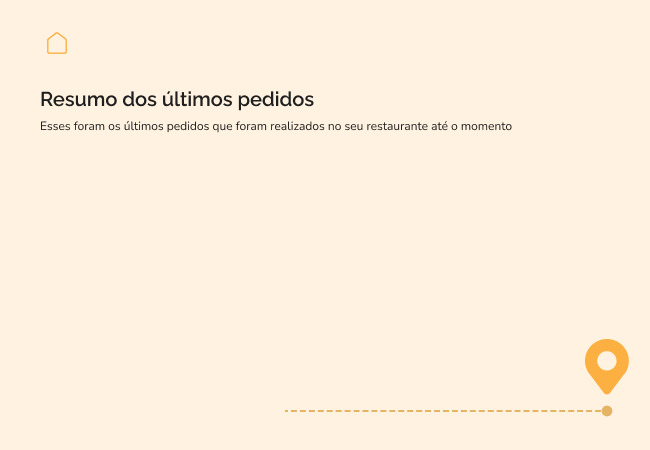 Resumo dos últimos pedidos
Esses foram os últimos pedidos que foram realizados no seu restaurante até o momento